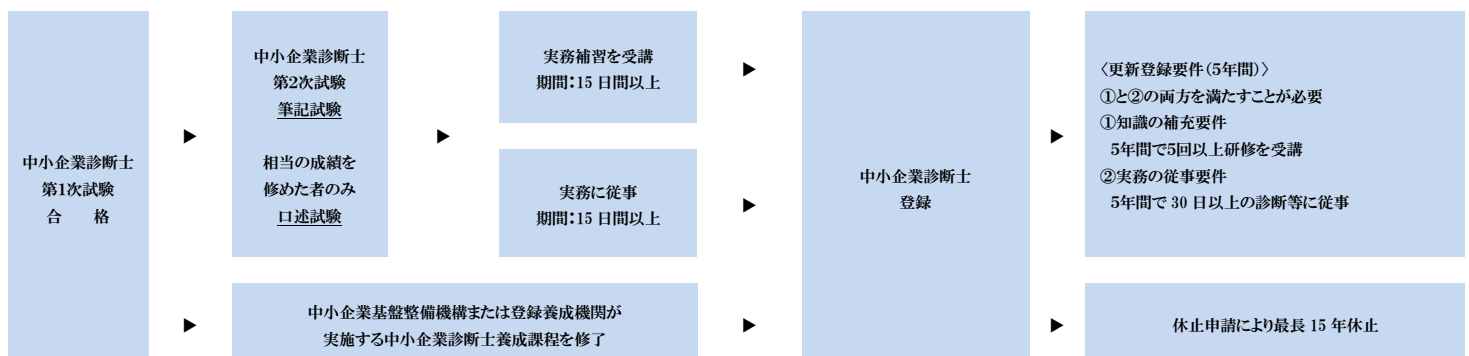 中小企業診断士
第1次試験
合　　格
中小企業診断士
第2次試験
筆記試験
相当の成績を
修めた者のみ
口述試験
実務補習を受講
期間：15 日間以上
実務に従事
期間：15 日間以上
中小企業基盤整備機構または登録養成機関が
実施する中小企業診断士養成課程を修了
中小企業診断士
登録
〈更新登録要件（5年間）〉
①と②の両方を満たすことが必要
①知識の補充要件
5年間で5回以上研修を受講
②実務の従事要件
5年間で 30 日以上の診断等に従事
休止申請により最長 15 年休止